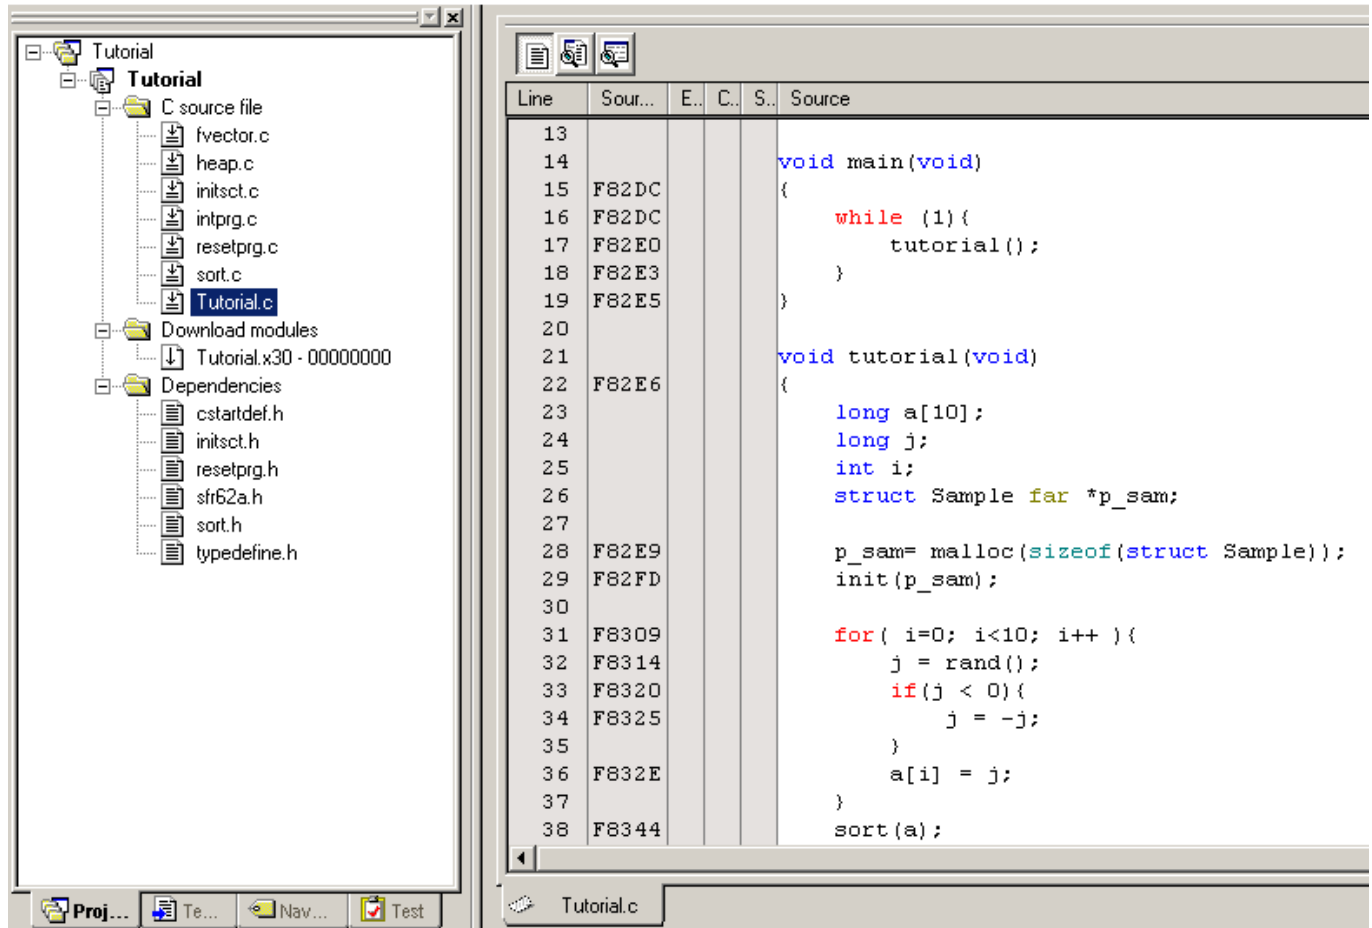 Tutorial
Tutorial
C source file
fvector.c
heap.c
initsct.c
intprg.c
resetprg.c
sort.c
Tutorial.c
Download modules
Tutorial.x30 - 00000000
Dependencies
cstartdef.h
initsct.h
resetprg.h
sfr62a.h
sort.h
typedefine.h
Proj... Te... Nav... Test
Line Sour... E.. C.. S.. Source
13
14 void main(void)
15 F82DC {
16 F82DC while (1){
17 F82E0 tutorial();
18 F82E3 }
19 F82E5 }
20
21 void tutorial(void)
22 F82E6 {
23 long a[10];
24 long j;
25 int i;
26 struct Sample far *p_sam;
27
28 F82E9 p_sam= malloc(sizeof(struct Sample));
29 F82FD init(p_sam);
30
31 F8309 for( i=0; i<10; i++ ){
32 F8314 j = rand();
33 F8320 if(j < 0){
34 F8325 j = -j;
35 }
36 F832E a[i] = j;
37 }
38 F8344 sort(a);
Tutorial.c